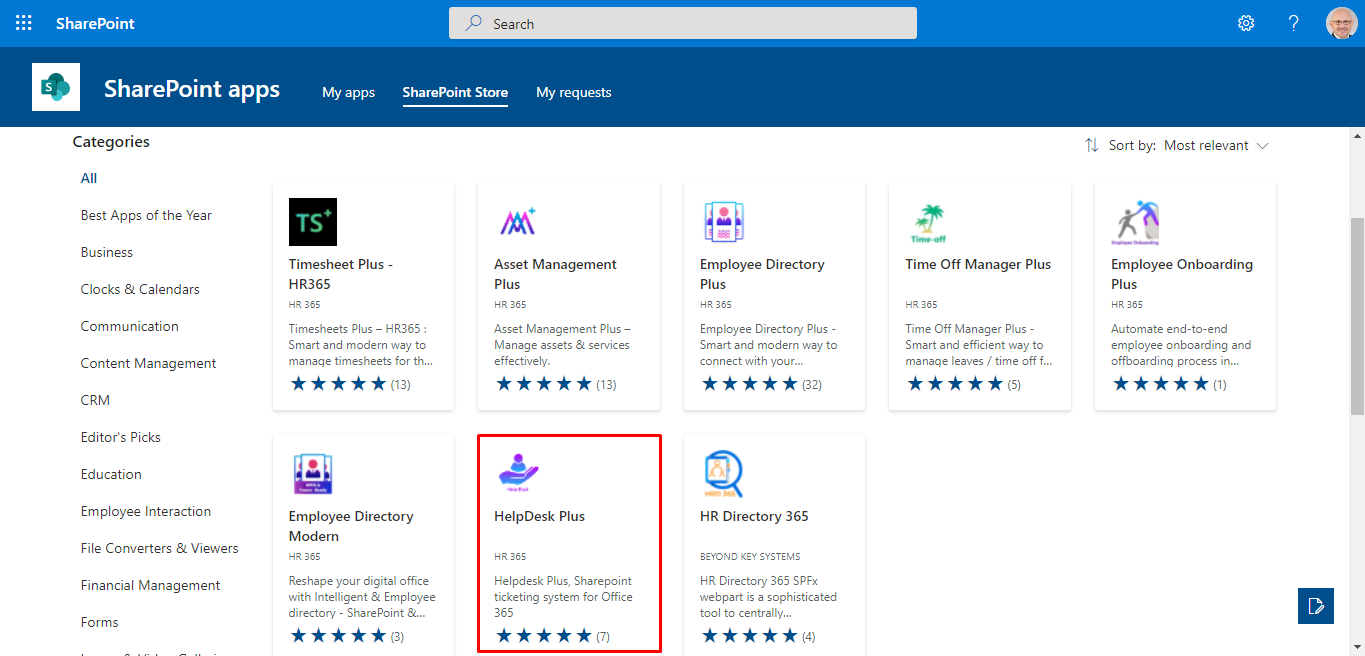 SharePoint
Search
?
S
SharePoint apps
My apps
SharePoint Store
My requests
Categories
Sort by: Most relevant
All
Best Apps of the Year
Business
Clocks & Calendars
Communication
Content Management
CRM
Editor's Picks
Education
Employee Interaction
File Converters & Viewers
Financial Management
Forms
TS+
Timesheet Plus -
HR365
HR 365
Timesheets Plus – HR365 :
Smart and modern way to
manage timesheets for th...
(13)
Asset Management
Plus
HR 365
Asset Management Plus –
Manage assets & services
effectively.
(13)
Employee Directory
Plus
HR 365
Employee Directory Plus -
Smart and modern way to
connect with your...
(32)
Time-off
Time Off Manager Plus
HR 365
Time Off Manager Plus -
Smart and efficient way to
manage leaves / time off f...
(5)
Employee Onboarding
Employee Onboarding
Plus
HR 365
Automate end-to-end
employee onboarding and
offboarding process in...
(1)
Employee Directory
Modern
HR 365
Reshape your digital office
with Intelligent & Employee
directory - SharePoint &...
(3)
Help Desk
HelpDesk Plus
HR 365
Helpdesk Plus, Sharepoint
ticketing system for Office
365
(7)
HRD 365
HR Directory 365
BEYOND KEY SYSTEMS
HR Directory 365 SPFx
webpart is a sophisticated
tool to centrally...
(4)